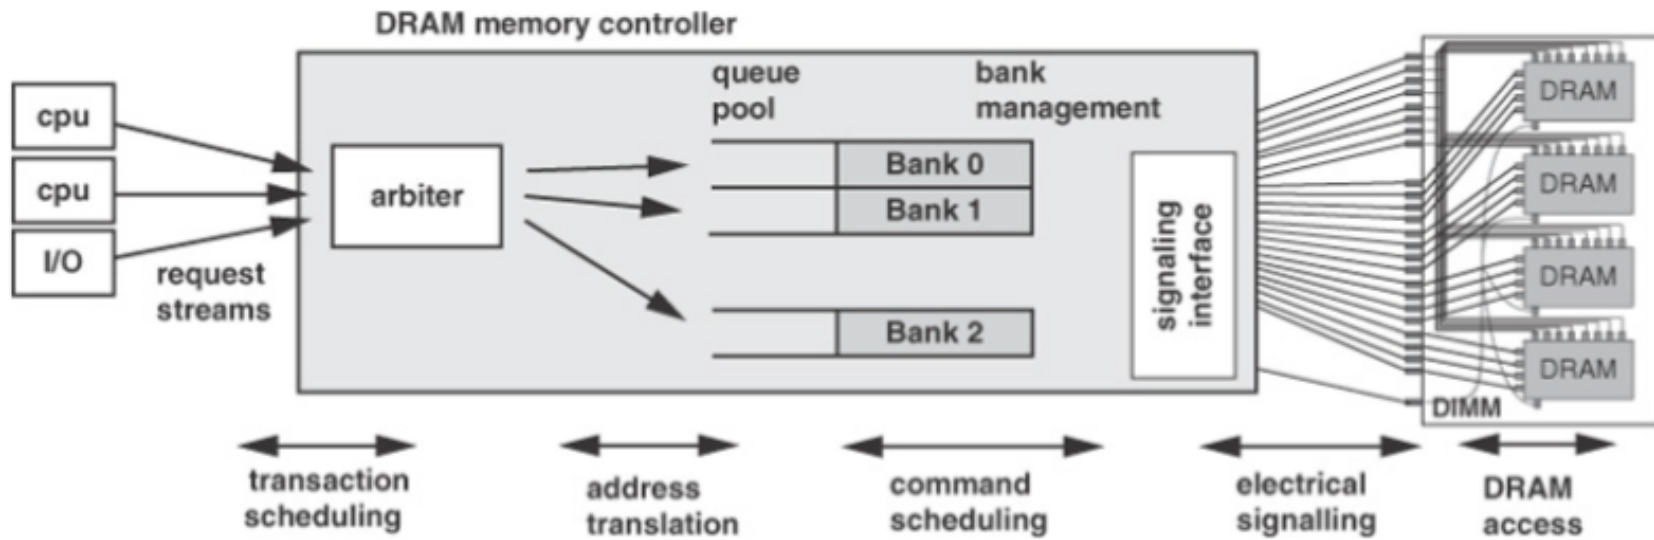 DRAM memory controller
cpu
cpu
I/O
request
streams
arbiter
queue
pool
bank
management
Bank 0
Bank 1
Bank 2
signaling
interface
DRAM
DRAM
DRAM
DRAM
DIMM
transaction
scheduling
address
translation
command
scheduling
electrical
signalling
DRAM
access